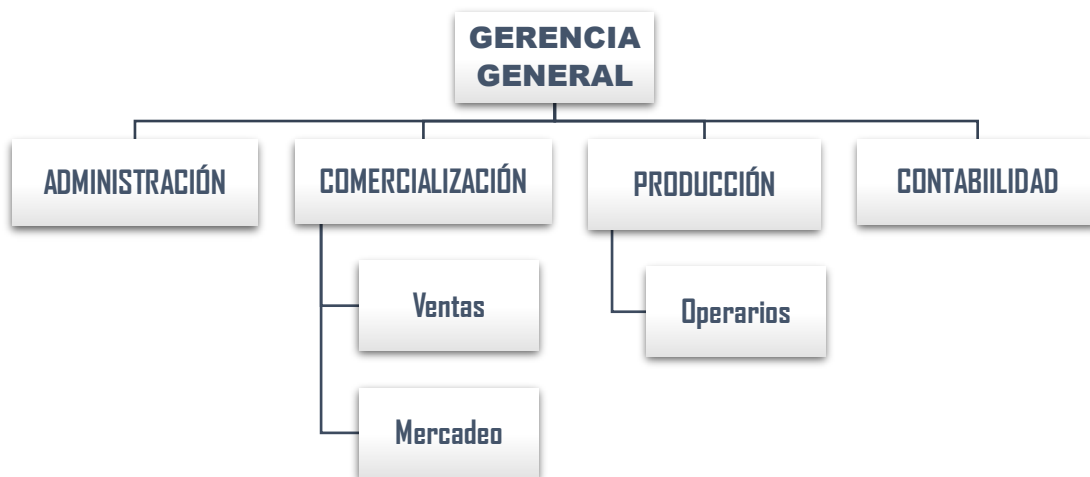 GERENCIA
GENERAL
ADMINISTRACIÓN
COMERCIALIZACIÓN
PRODUCCIÓN
CONTABIILIDAD
Ventas
Operarios
Mercadeo